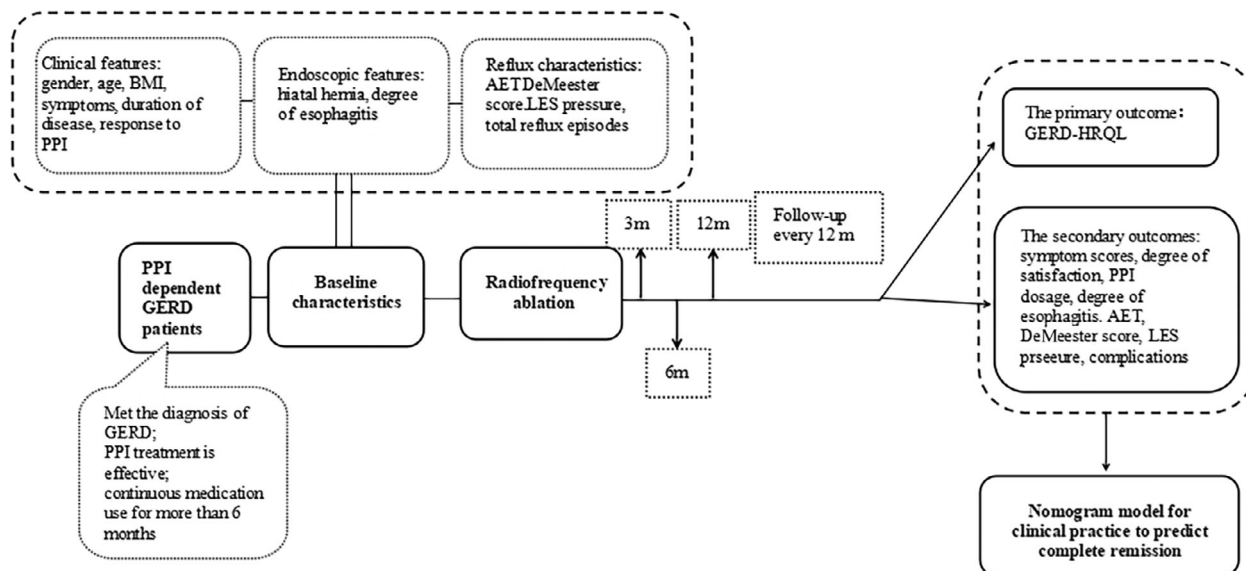 Clinical features:
gender, age, BMI,
symptoms, duration of
disease, response to
PPI
Endoscopic features:
hiatal hernia, degree
of esophagitis
Reflux characteristics:
AETDeMeester
score.LES pressure,
total reflux episodes
The primary outcome:
GERD-HRQL
3m
12m
Follow-up
every 12 m
PPI
dependent
GERD
patients
Baseline
characteristics
Radiofrequency
ablation
6m
The secondary outcomes:
symptom scores, degree of
satisfaction, PPI
dosage, degree of
esophagitis. AET,
DeMeester score, LES
prseeure, complications
Met the diagnosis of
GERD;
PPI treatment is
effective;
continuous medication
use for more than 6
months
Nomogram model for
clinical practice to predict
complete remission